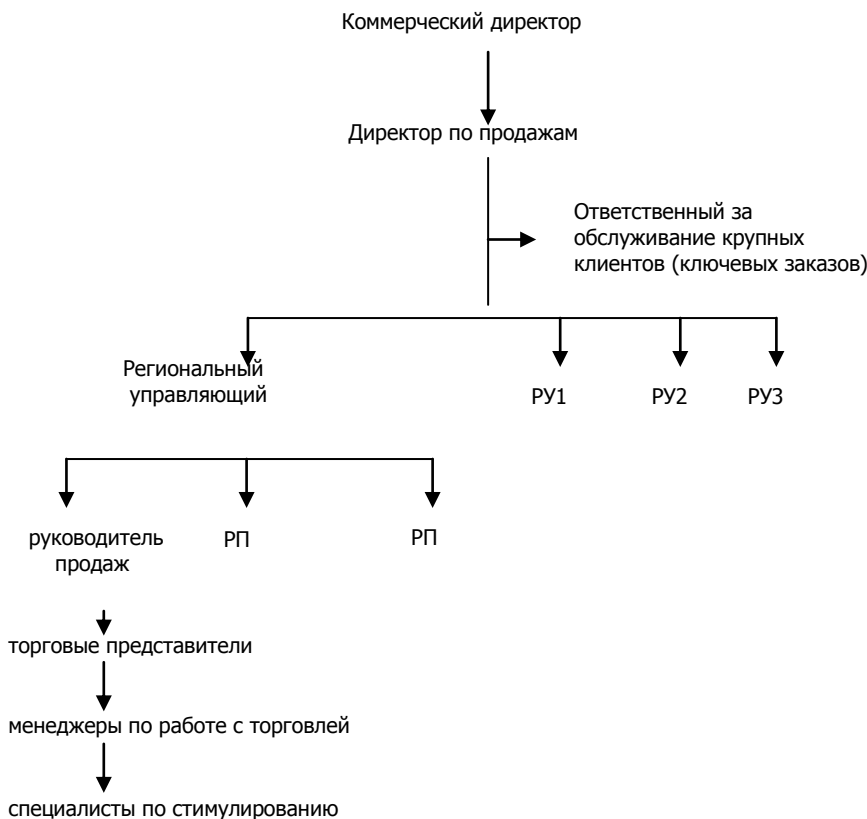 Коммерческий директор
Директор по продажам
Ответственный за
обслуживание крупных
клиентов (ключевых заказов)
Региональный
управляющий
РУ1
РУ2
РУ3
руководитель
продаж
РП
РП
торговые представители
менеджеры по работе с торговлей
специалисты по стимулированию